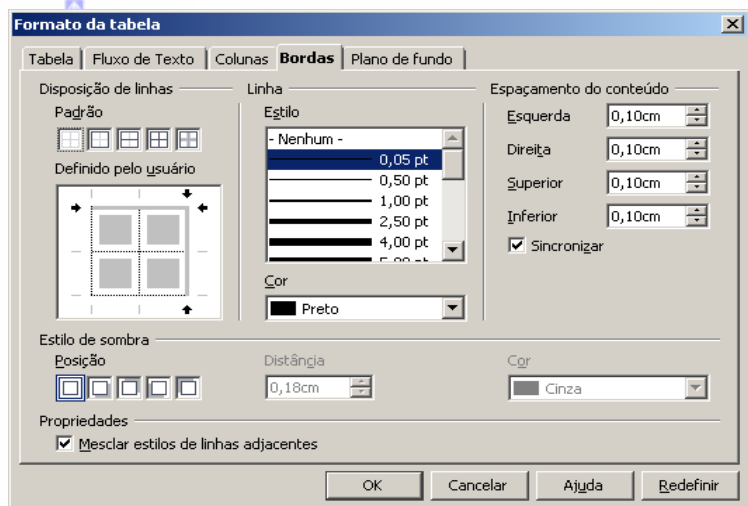 Formato da tabela
Tabela Fluxo de Texto Colunas Bordas Plano de fundo
Disposição de linhas
Padrão
Definido pelo usuário
Linha
Estilo
- Nenhum -
0,05 pt
0,50 pt
1,00 pt
2,50 pt
4,00 pt
Cor
Preto
Espaçamento do conteúdo
Esquerda 0,10cm
Direita 0,10cm
Superior 0,10cm
Inferior 0,10cm
Sincronizar
Estilo de sombra
Posição
Distância
0,18cm
Cor
Cinza
Propriedades
Mesclar estilos de linhas adjacentes
OK Cancelar Ajuda Redefinir